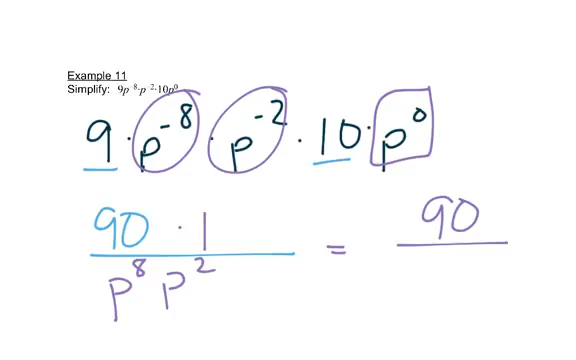 Example 11
Simplify: 9p ⁸·p ²·10p⁰
9 · p⁻⁸ · p⁻² · 10 · p⁰
90 · 1 = 90
p⁸ p²